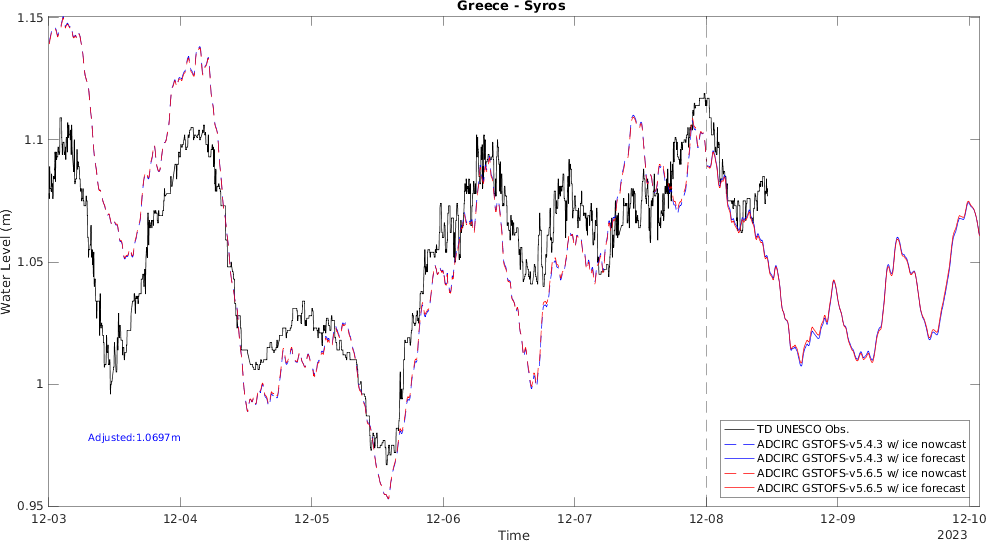 Greece - Syros
1.15
1.1
1.05
1
0.95
Water Level (m)
Adjusted:1.0697m
TD UNESCO Obs.
ADCIRC GSTOFS-v5.4.3 w/ ice nowcast
ADCIRC GSTOFS-v5.4.3 w/ ice forecast
ADCIRC GSTOFS-v5.6.5 w/ ice nowcast
ADCIRC GSTOFS-v5.6.5 w/ ice forecast
12-03 12-04 12-05 12-06 12-07 12-08 12-09 12-10
Time
2023